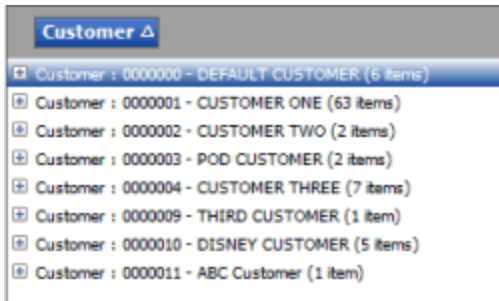 Customer Δ
Customer : 0000000 - DEFAULT CUSTOMER (6 items)
Customer : 0000001 - CUSTOMER ONE (63 items)
Customer : 0000002 - CUSTOMER TWO (2 items)
Customer : 0000003 - POD CUSTOMER (2 items)
Customer : 0000004 - CUSTOMER THREE (7 items)
Customer : 0000009 - THIRD CUSTOMER (1 item)
Customer : 0000010 - DISNEY CUSTOMER (5 items)
Customer : 0000011 - ABC Customer (1 item)